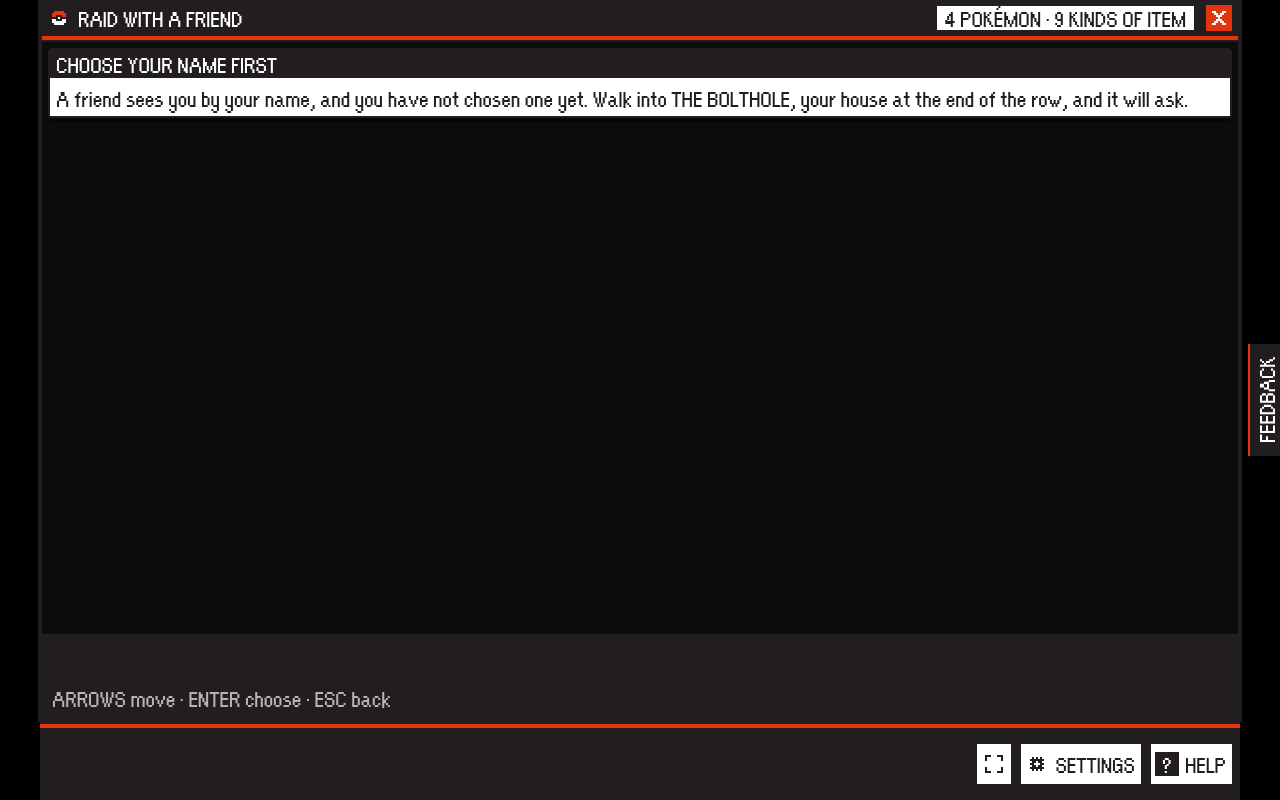 RAID WITH A FRIEND
4 POKÉMON · 9 KINDS OF ITEM
X
CHOOSE YOUR NAME FIRST
A friend sees you by your name, and you have not chosen one yet. Walk into THE BOLTHOLE, your house at the end of the row, and it will ask.
FEEDBACK
ARROWS move · ENTER choose · ESC back
SETTINGS
? HELP